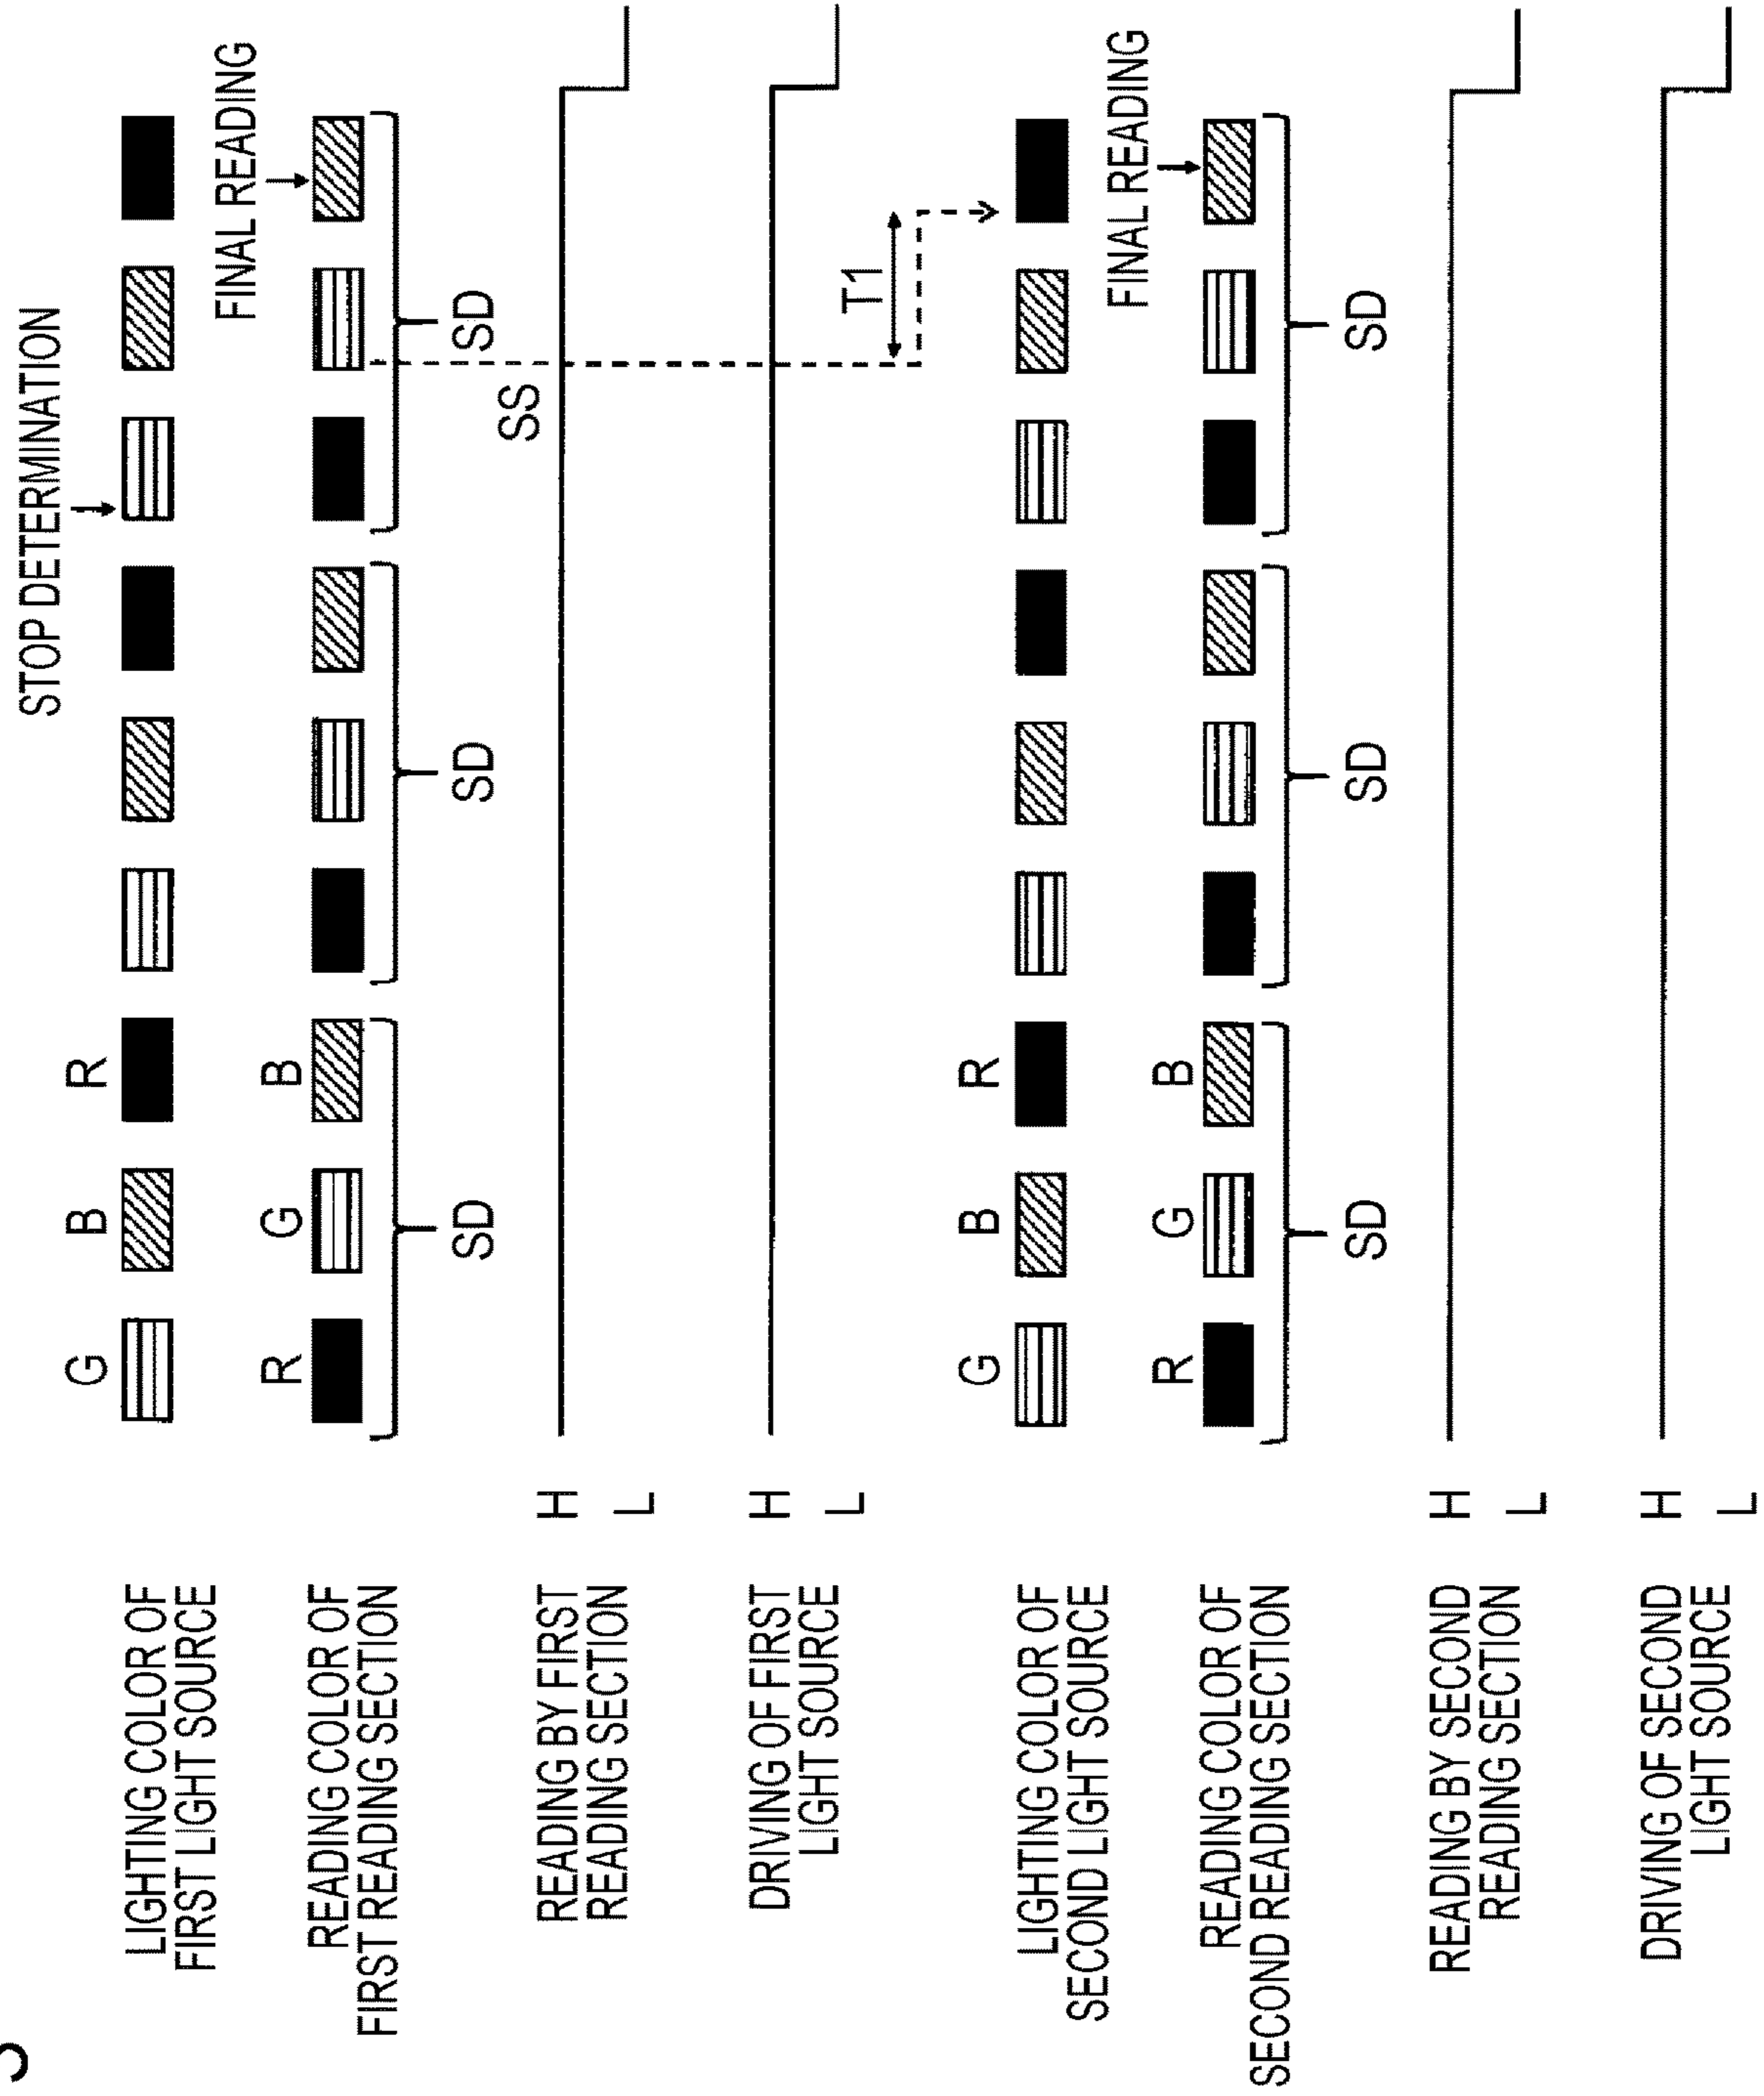 STOP DETERMINATION
G B R
LIGHTING COLOR OF
FIRST LIGHT SOURCE
FINAL READING
R G B
READING COLOR OF
FIRST READING SECTION
SD SD SD
SS
H
L
READING BY FIRST
READING SECTION
H
L
DRIVING OF FIRST
LIGHT SOURCE
T1
G B R
LIGHTING COLOR OF
SECOND LIGHT SOURCE
FINAL READING
R G B
READING COLOR OF
SECOND READING SECTION
SD SD SD
H
L
READING BY SECOND
READING SECTION
H
L
DRIVING OF SECOND
LIGHT SOURCE